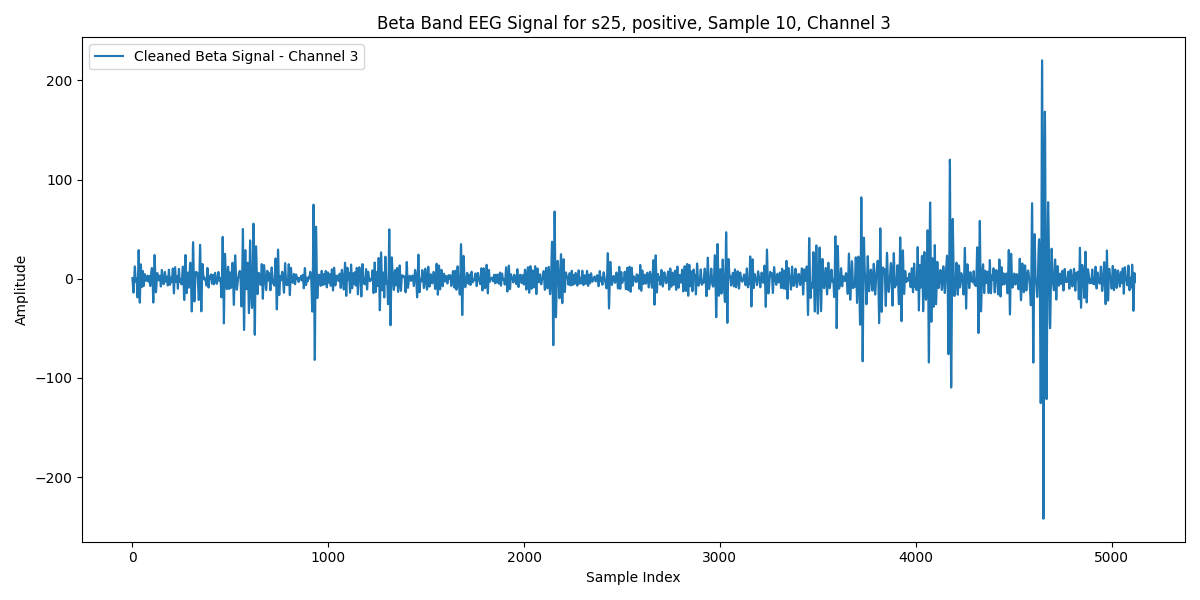 Beta Band EEG Signal for s25, positive, Sample 10, Channel 3
Cleaned Beta Signal - Channel 3
200
100
0
−100
−200
Amplitude
0 1000 2000 3000 4000 5000
Sample Index